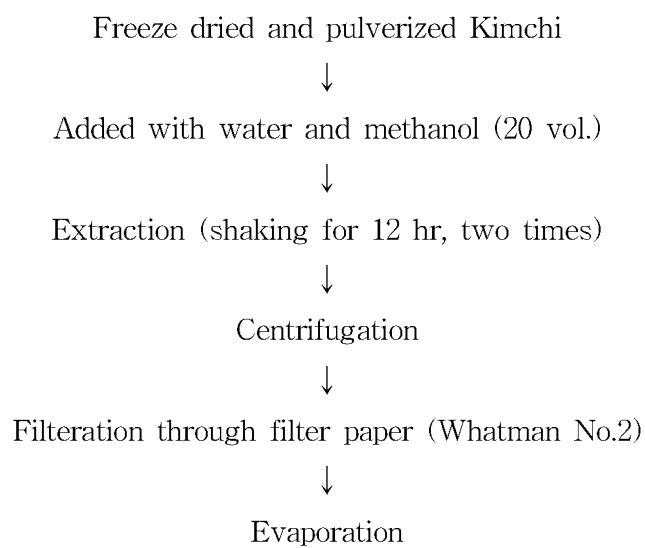 Freeze dried and pulverized Kimchi
↓
Added with water and methanol (20 vol.)
↓
Extraction (shaking for 12 hr, two times)
↓
Centrifugation
↓
Filteration through filter paper (Whatman No.2)
↓
Evaporation